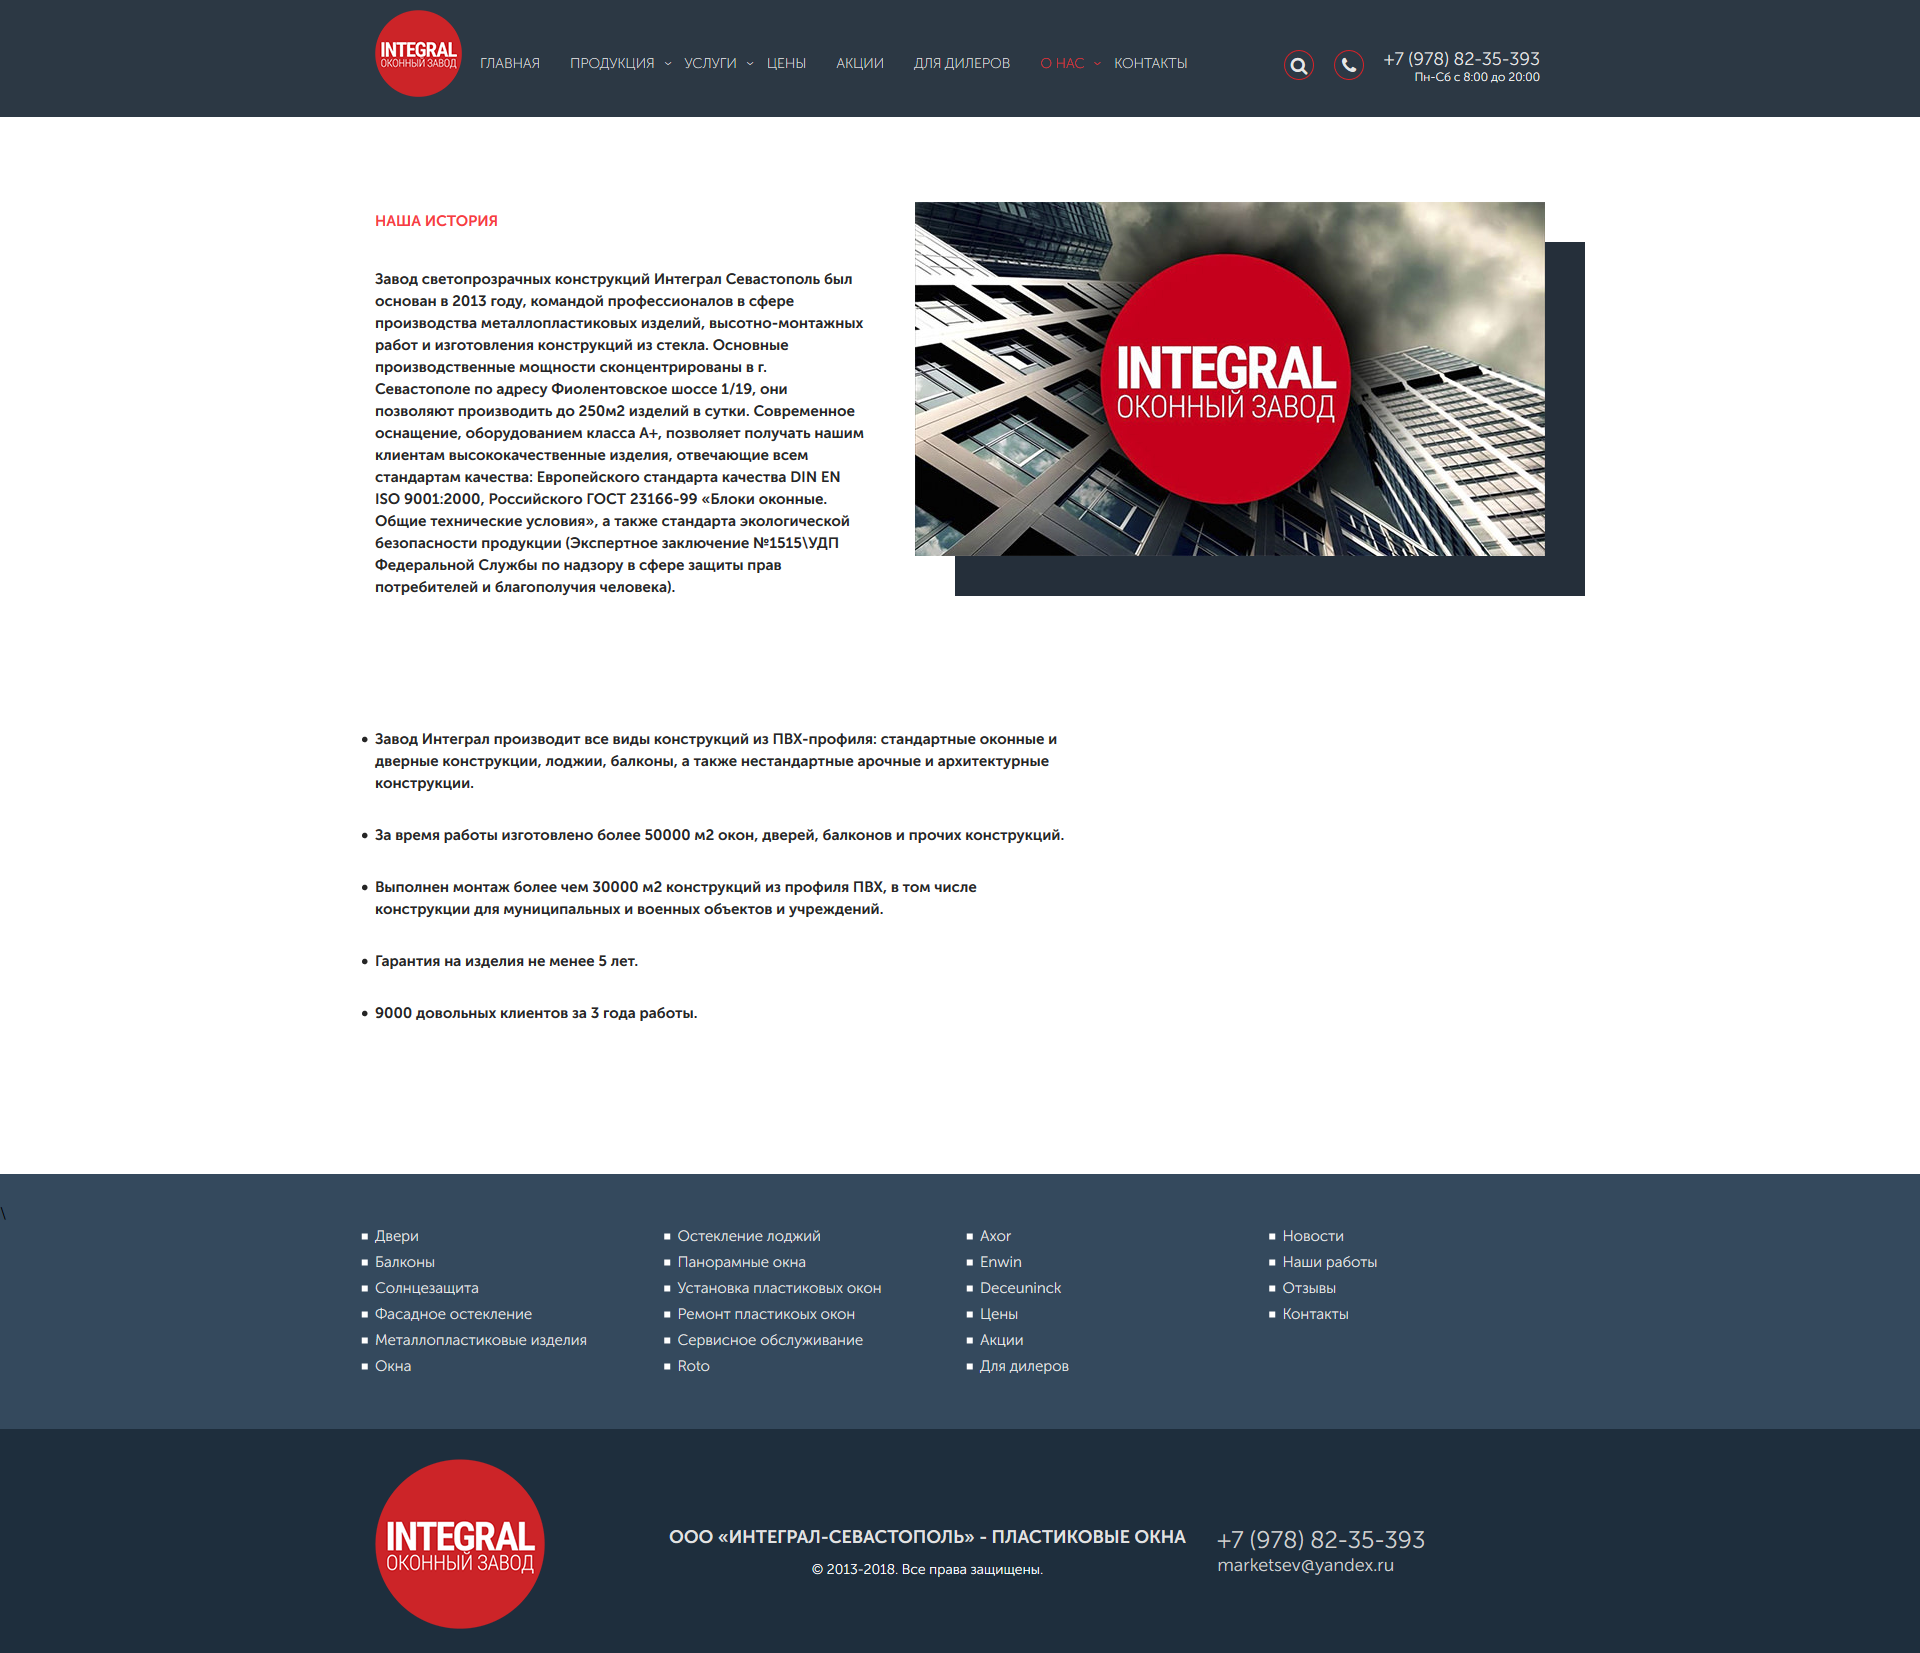 INTEGRAL
ОКОННЫЙ ЗАВОД
ГЛАВНАЯ ПРОДУКЦИЯ УСЛУГИ ЦЕНЫ АКЦИИ ДЛЯ ДИЛЕРОВ О НАС КОНТАКТЫ
+7 (978) 82-35-393
Пн-Сб с 8:00 до 20:00
НАША ИСТОРИЯ
Завод светопрозрачных конструкций Интеграл Севастополь был
основан в 2013 году, командой профессионалов в сфере
производства металлопластиковых изделий, высотно-монтажных
работ и изготовления конструкций из стекла. Основные
производственные мощности сконцентрированы в г.
Севастополе по адресу Фиолентовское шоссе 1/19, они
позволяют производить до 250м2 изделий в сутки. Современное
оснащение, оборудованием класса А+, позволяет получать нашим
клиентам высококачественные изделия, отвечающие всем
стандартам качества: Европейского стандарта качества DIN EN
ISO 9001:2000, Российского ГОСТ 23166-99 «Блоки оконные.
Общие технические условия», а также стандарта экологической
безопасности продукции (Экспертное заключение №1515\УДП
Федеральной Службы по надзору в сфере защиты прав
потребителей и благополучия человека).
INTEGRAL
ОКОННЫЙ ЗАВОД
Завод Интеграл производит все виды конструкций из ПВХ-профиля: стандартные оконные и
дверные конструкции, лоджии, балконы, а также нестандартные арочные и архитектурные
конструкции.
За время работы изготовлено более 50000 м2 окон, дверей, балконов и прочих конструкций.
Выполнен монтаж более чем 30000 м2 конструкций из профиля ПВХ, в том числе
конструкции для муниципальных и военных объектов и учреждений.
Гарантия на изделия не менее 5 лет.
9000 довольных клиентов за 3 года работы.
\
Двери
Балконы
Солнцезащита
Фасадное остекление
Металлопластиковые изделия
Окна
Остекление лоджий
Панорамные окна
Установка пластиковых окон
Ремонт пластикоых окон
Сервисное обслуживание
Roto
Axor
Enwin
Deceuninck
Цены
Акции
Для дилеров
Новости
Наши работы
Отзывы
Контакты
INTEGRAL
ОКОННЫЙ ЗАВОД
ООО «ИНТЕГРАЛ-СЕВАСТОПОЛЬ» - ПЛАСТИКОВЫЕ ОКНА
© 2013-2018. Все права защищены.
+7 (978) 82-35-393
marketsev@yandex.ru